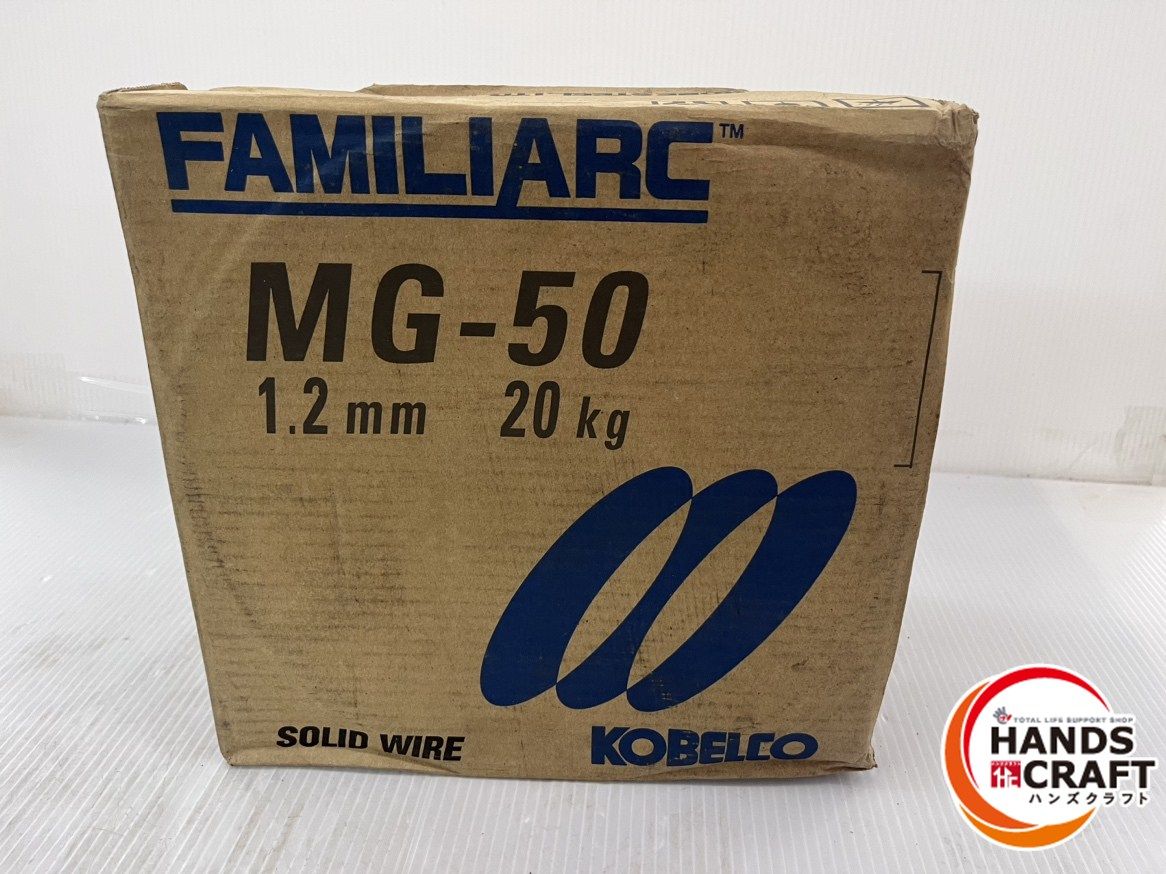 FAMILIARC™
MG-50
1.2 mm 20 kg
SOLID WIRE
KOBELCO
TOTAL LIFE SUPPORT SHOP
HANDS
CRAFT
ハンズクラフト